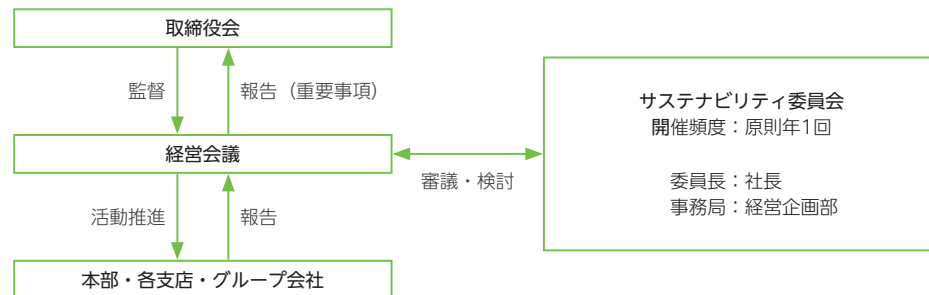 取締役会
監督
報告（重要事項）
経営会議
審議・検討
活動推進
報告
本部・各支店・グループ会社
サステナビリティ委員会
開催頻度：原則年1回
委員長：社長
事務局：経営企画部